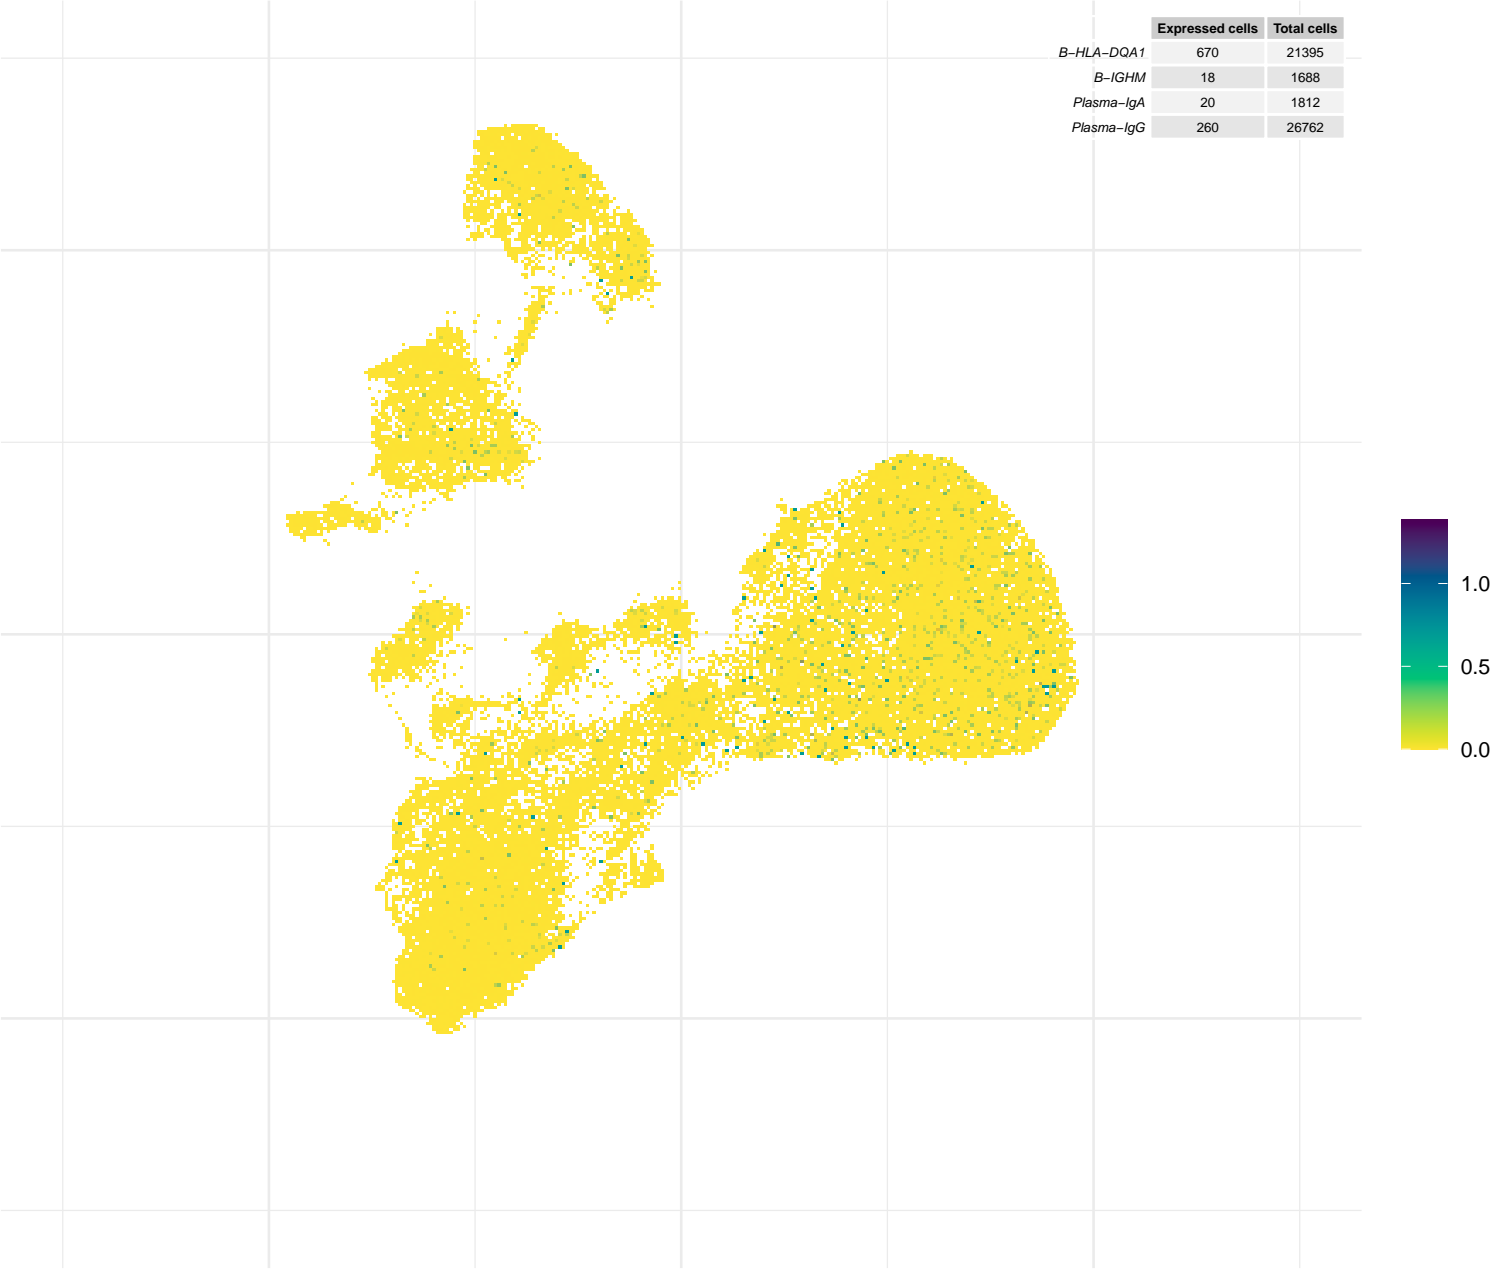 Expressed cells Total cells
B−HLA−DQA1 670 21395
B−IGHM 18 1688
Plasma−IgA 20 1812
Plasma−IgG 260 26762
1.0
0.5
0.0